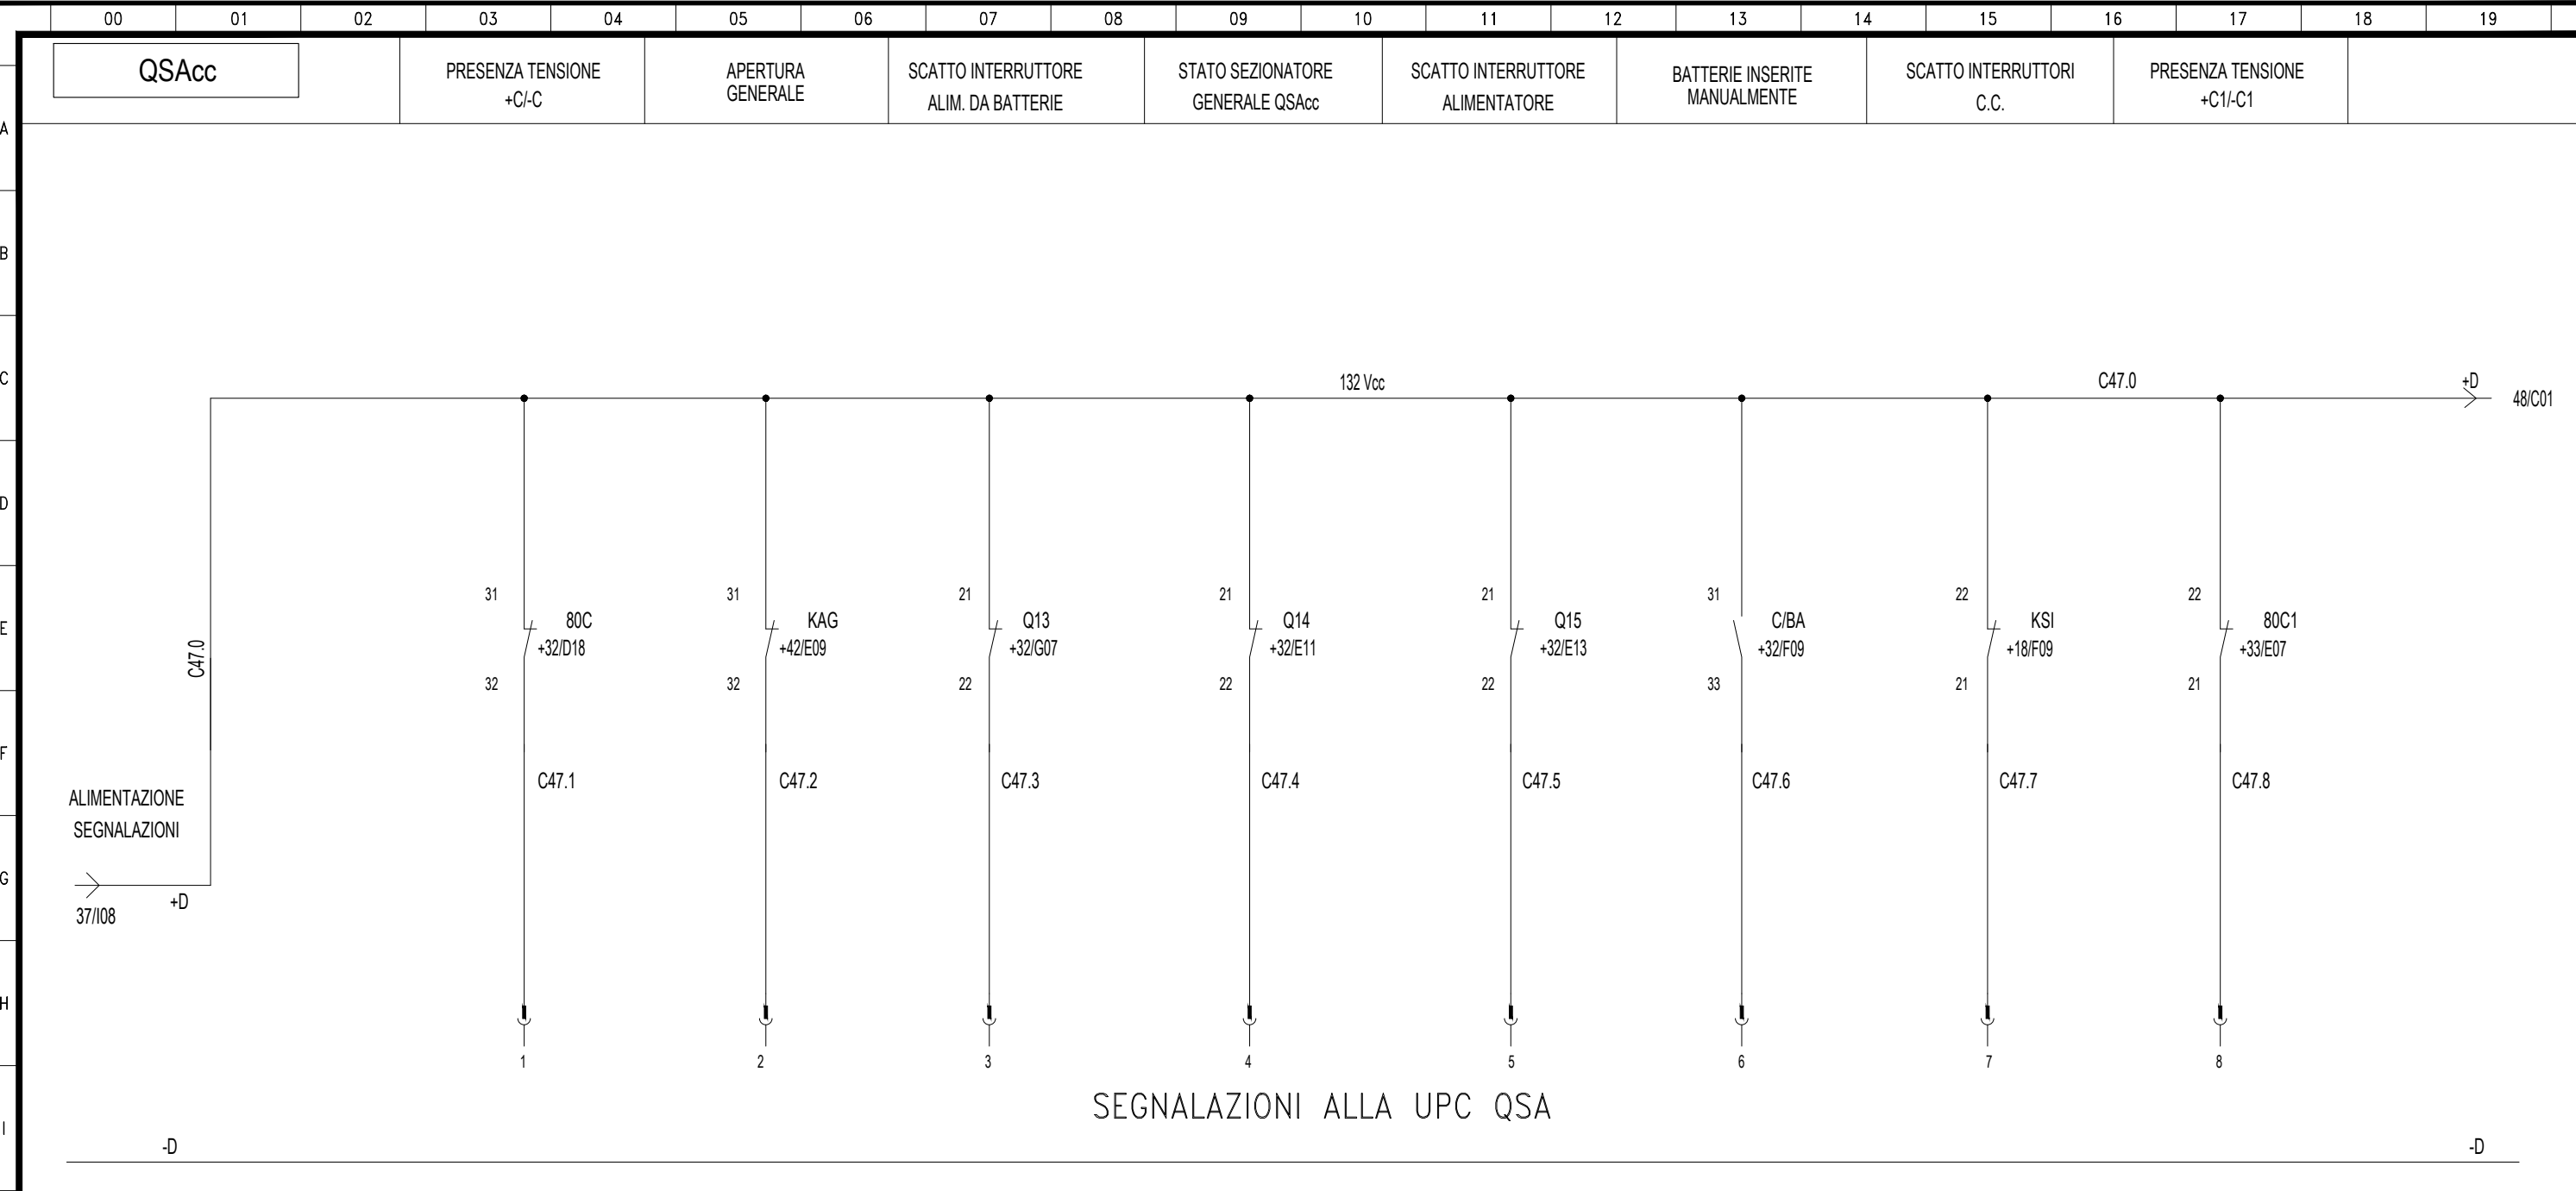 00 01 02 03 04 05 06 07 08 09 10 11 12 13 14 15 16 17 18 19
QSAcc
PRESENZA TENSIONE
+C/-C
APERTURA
GENERALE
SCATTO INTERRUTTORE
ALIM. DA BATTERIE
STATO SEZIONATORE
GENERALE QSAcc
SCATTO INTERRUTTORE
ALIMENTATORE
BATTERIE INSERITE
MANUALMENTE
SCATTO INTERRUTTORI
C.C.
PRESENZA TENSIONE
+C1/-C1
A
B
C
132 Vcc
C47.0
+D
48/C01
D
31 31 21 21 21 31 22 22
E
80C
+32/D18
KAG
+42/E09
Q13
+32/G07
Q14
+32/E11
Q15
+32/E13
C/BA
+32/F09
KSI
+18/F09
80C1
+33/E07
C47.0
32 32 22 22 22 33 21 21
F
C47.1 C47.2 C47.3 C47.4 C47.5 C47.6 C47.7 C47.8
ALIMENTAZIONE
SEGNALAZIONI
G
+D
37/I08
H
1 2 3 4 5 6 7 8
SEGNALAZIONI ALLA UPC QSA
I
-D -D